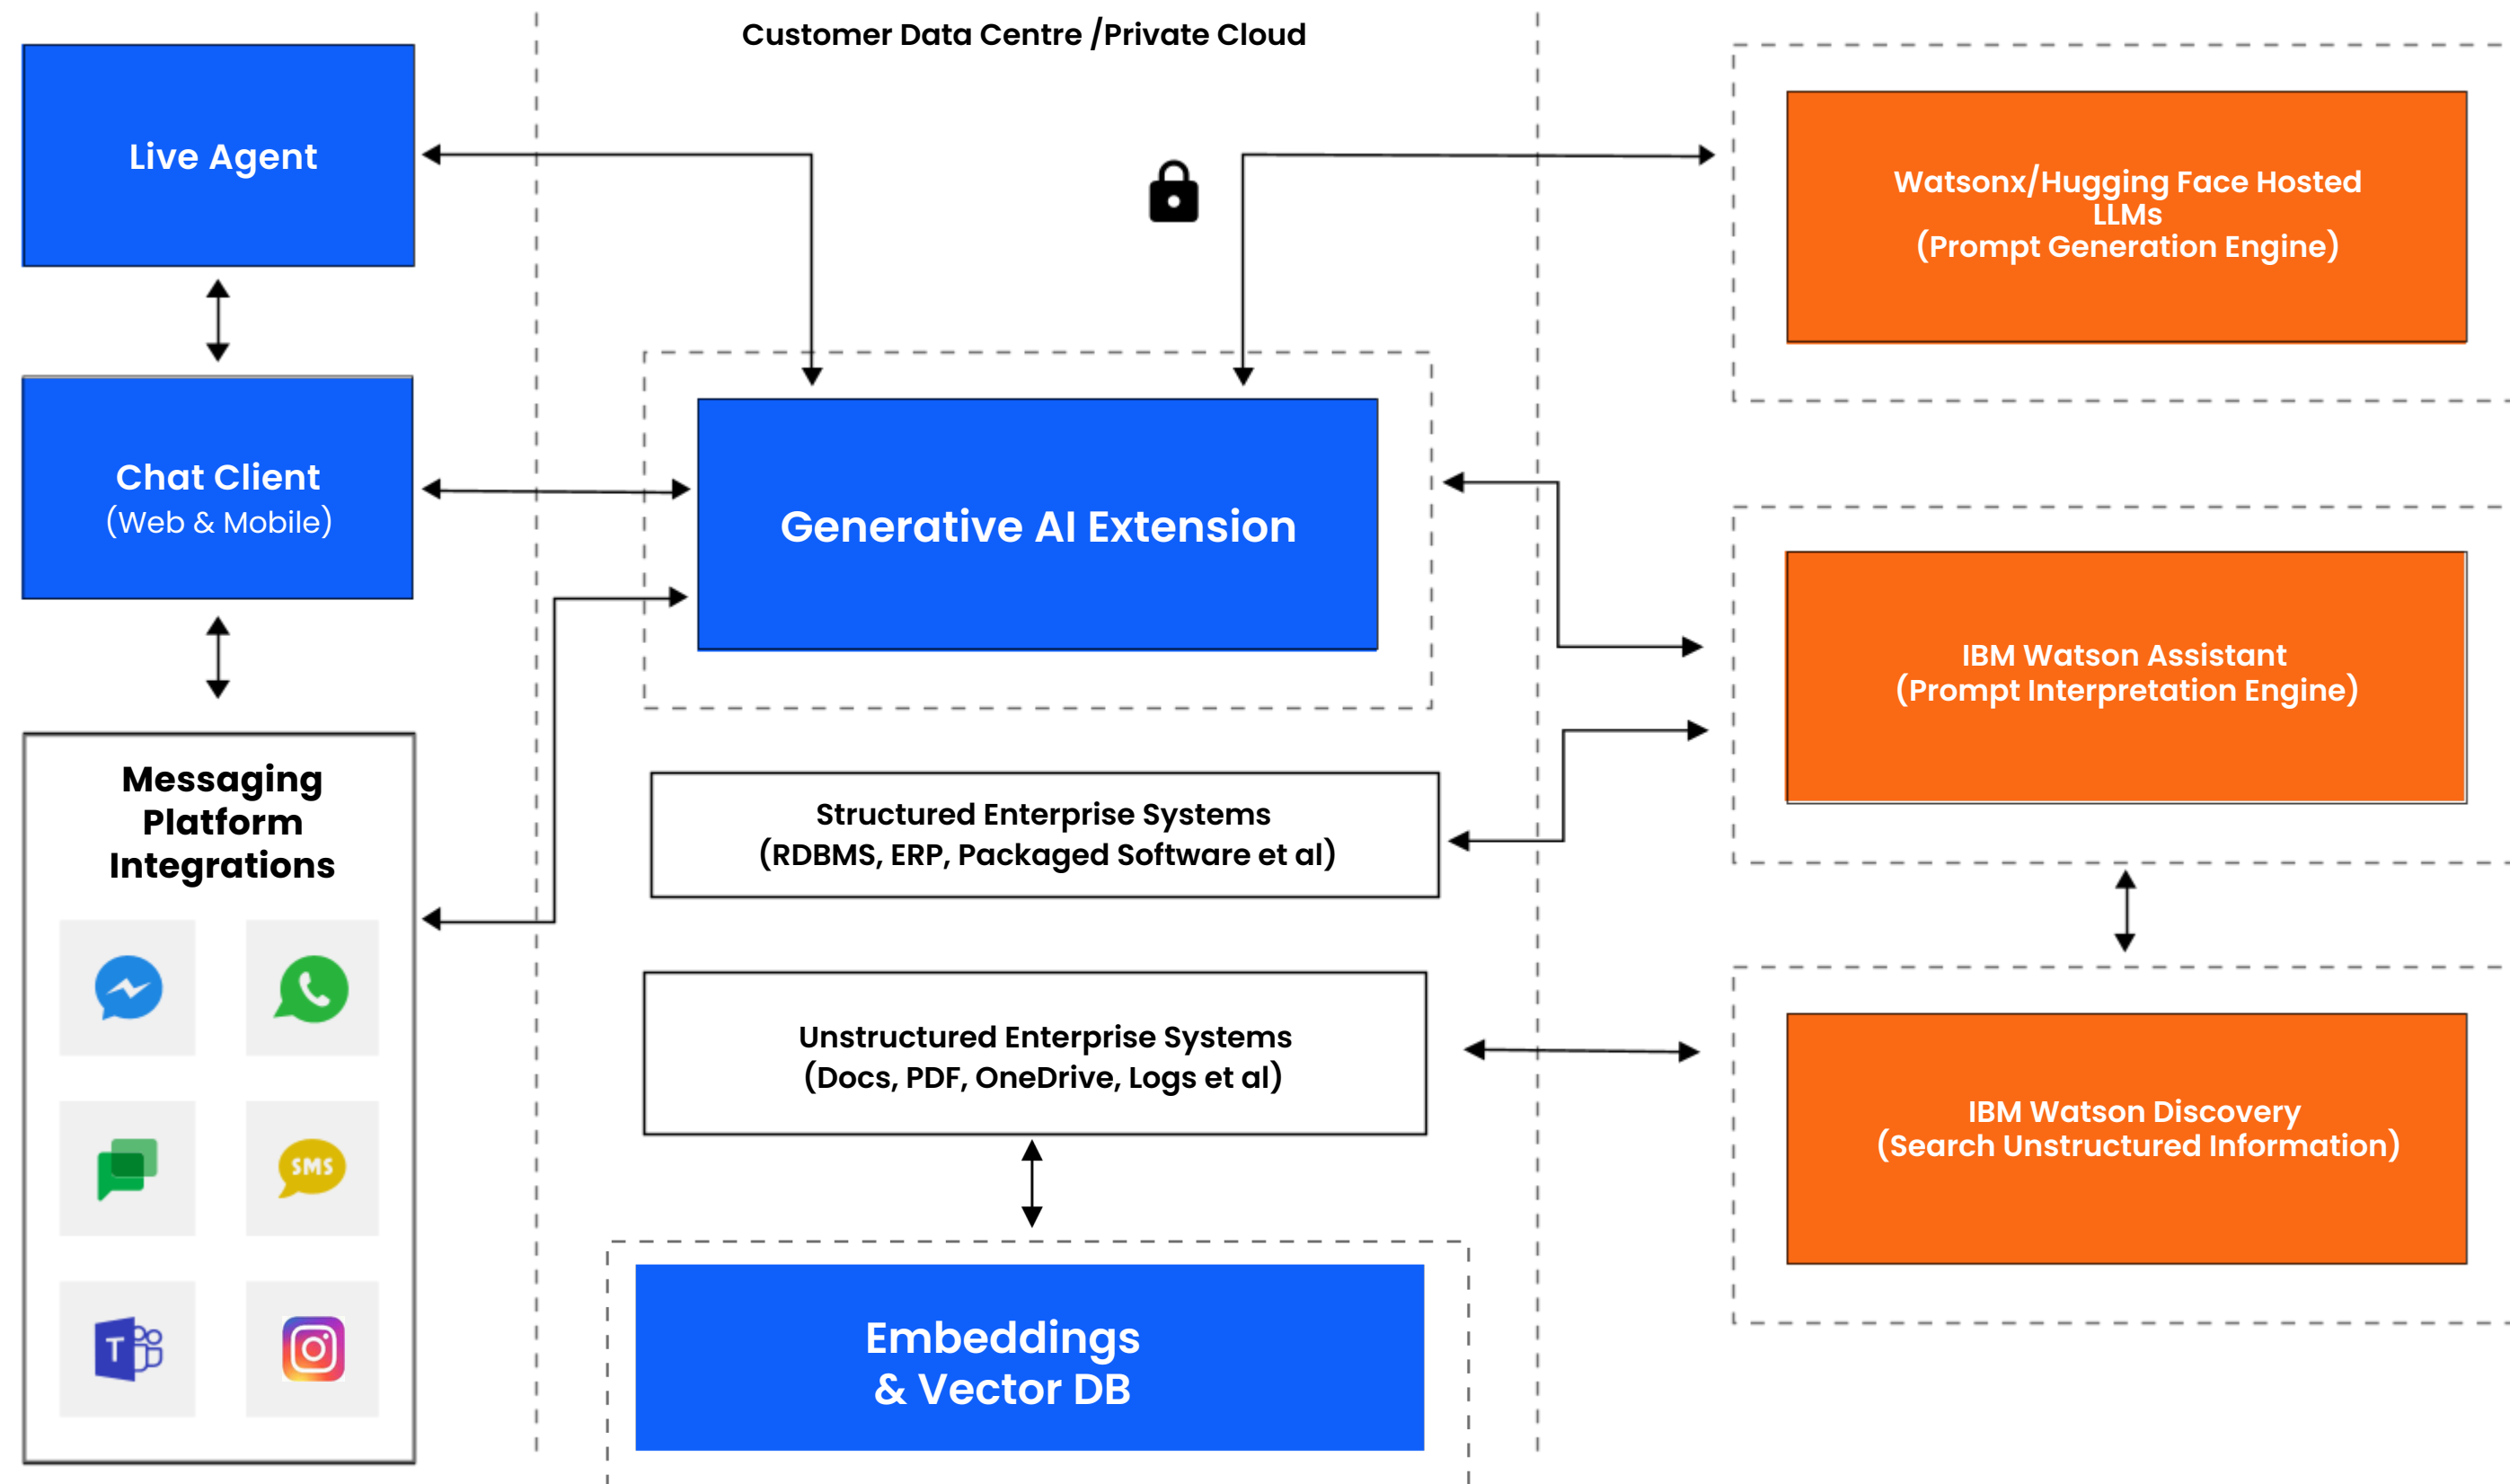 Customer Data Centre /Private Cloud
Live Agent
Chat Client
(Web & Mobile)
Messaging
Platform
Integrations
SMS
T
Generative AI Extension
Structured Enterprise Systems
(RDBMS, ERP, Packaged Software et al)
Unstructured Enterprise Systems
(Docs, PDF, OneDrive, Logs et al)
Embeddings
& Vector DB
Watsonx/Hugging Face Hosted
LLMs
(Prompt Generation Engine)
IBM Watson Assistant
(Prompt Interpretation Engine)
IBM Watson Discovery
(Search Unstructured Information)